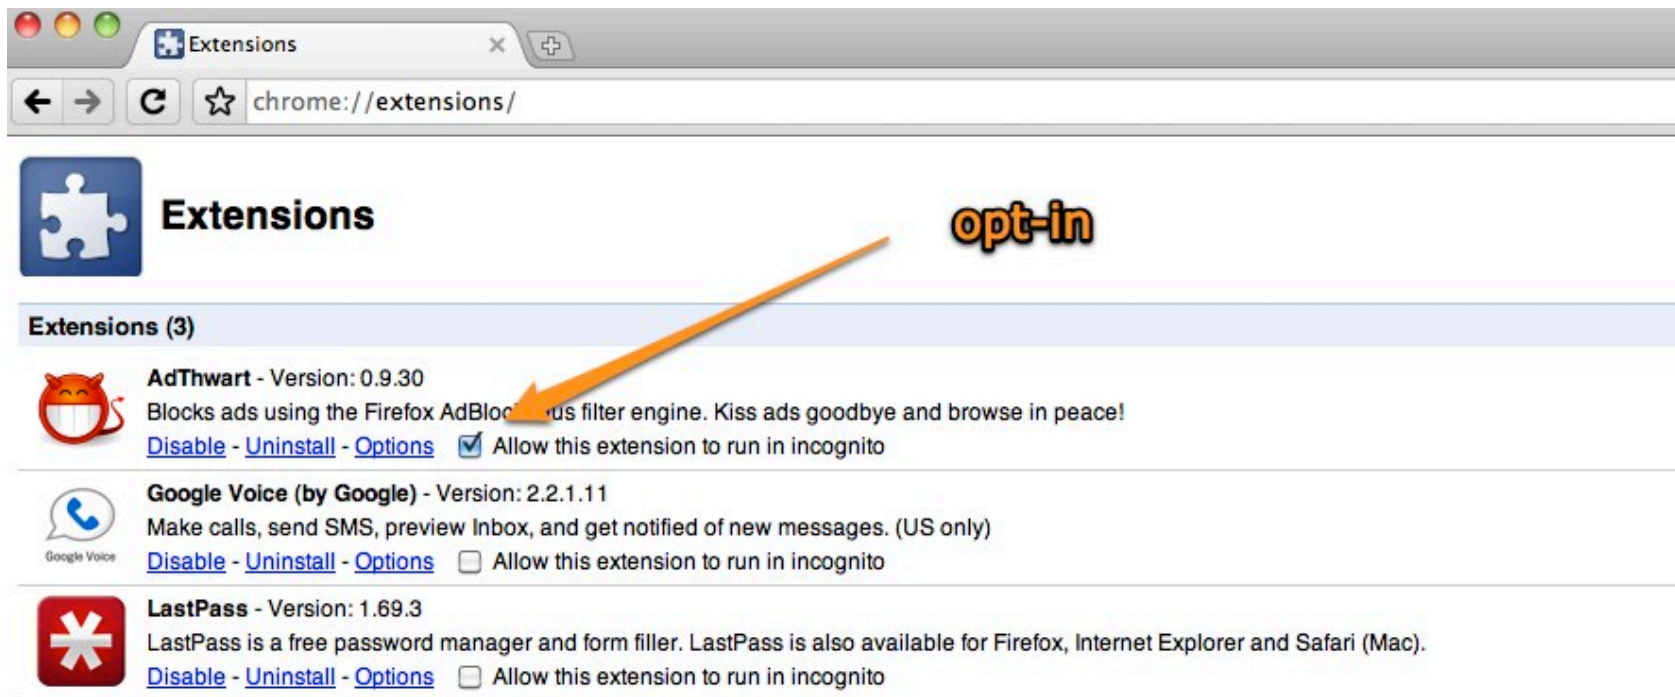 Extensions
chrome://extensions/
Extensions
opt-in
Extensions (3)
AdThwart - Version: 0.9.30
Blocks ads using the Firefox AdBloc us filter engine. Kiss ads goodbye and browse in peace!
Disable - Uninstall - Options Allow this extension to run in incognito
Google Voice (by Google) - Version: 2.2.1.11
Make calls, send SMS, preview Inbox, and get notified of new messages. (US only)
Google Voice
Disable - Uninstall - Options Allow this extension to run in incognito
LastPass - Version: 1.69.3
LastPass is a free password manager and form filler. LastPass is also available for Firefox, Internet Explorer and Safari (Mac).
Disable - Uninstall - Options Allow this extension to run in incognito